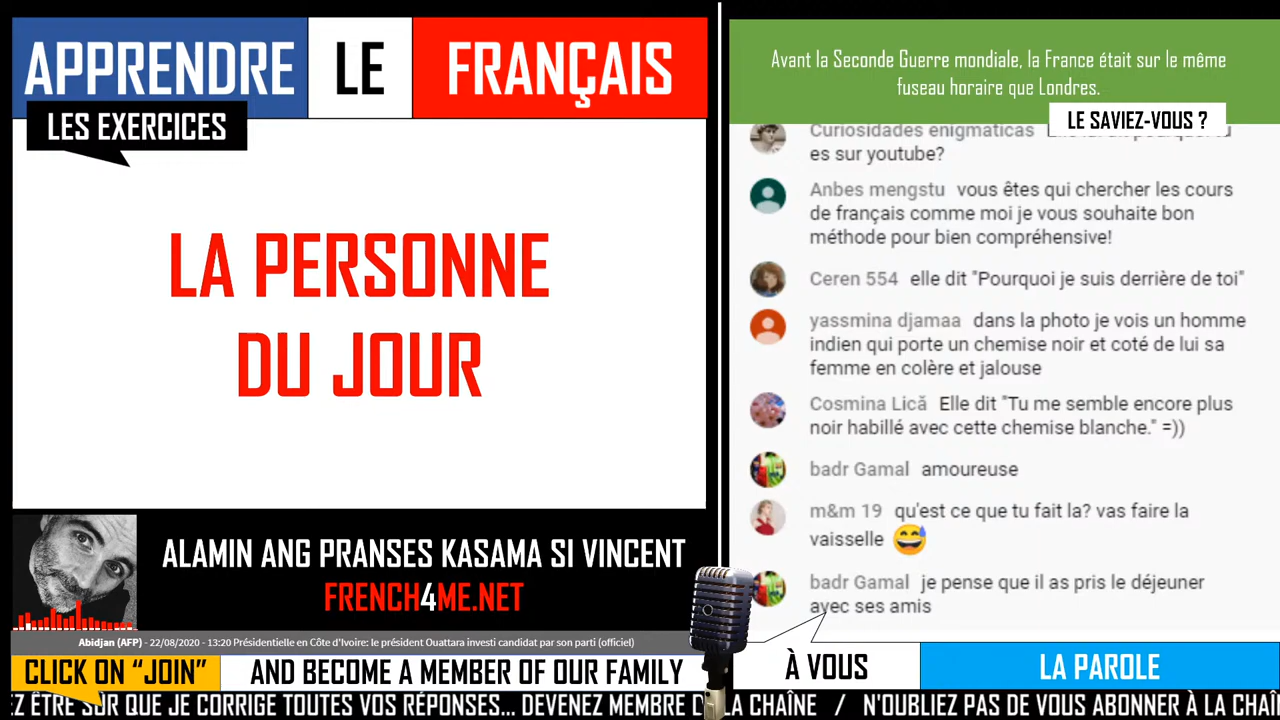 APPRENDRE LE FRANÇAIS
LES EXERCICES
LA PERSONNE
DU JOUR
ALAMIN ANG PRANSES KASAMA SI VINCENT
FRENCH4ME.NET
Abidjan (AFP) - 22/08/2020 - 13:20 Présidentielle en Côte d'Ivoire: le président Ouattara investi candidat par son parti (officiel)
CLICK ON “JOIN” AND BECOME A MEMBER OF OUR FAMILY
Avant la Seconde Guerre mondiale, la France était sur le même
fuseau horaire que Londres.
LE SAVIEZ-VOUS ?
Curiosidades enigmaticas
es sur youtube?
Anbes mengstu vous êtes qui chercher les cours
de français comme moi je vous souhaite bon
méthode pour bien compréhensive!
Ceren 554 elle dit "Pourquoi je suis derrière de toi"
yassmina djamaa dans la photo je vois un homme
indien qui porte un chemise noir et coté de lui sa
femme en colère et jalouse
Cosmina Lică Elle dit "Tu me semble encore plus
noir habillé avec cette chemise blanche." =))
badr Gamal amoureuse
m&m 19 qu'est ce que tu fait la? vas faire la
vaisselle 😅
badr Gamal je pense que il as pris le déjeuner
avec ses amis
À VOUS LA PAROLE
EZ ÊTRE SÛR QUE JE CORRIGE TOUTES VOS RÉPONSES... DEVENEZ MEMBRE DE LA CHAÎNE / N'OUBLIEZ PAS DE VOUS ABONNER À LA CHAÎ